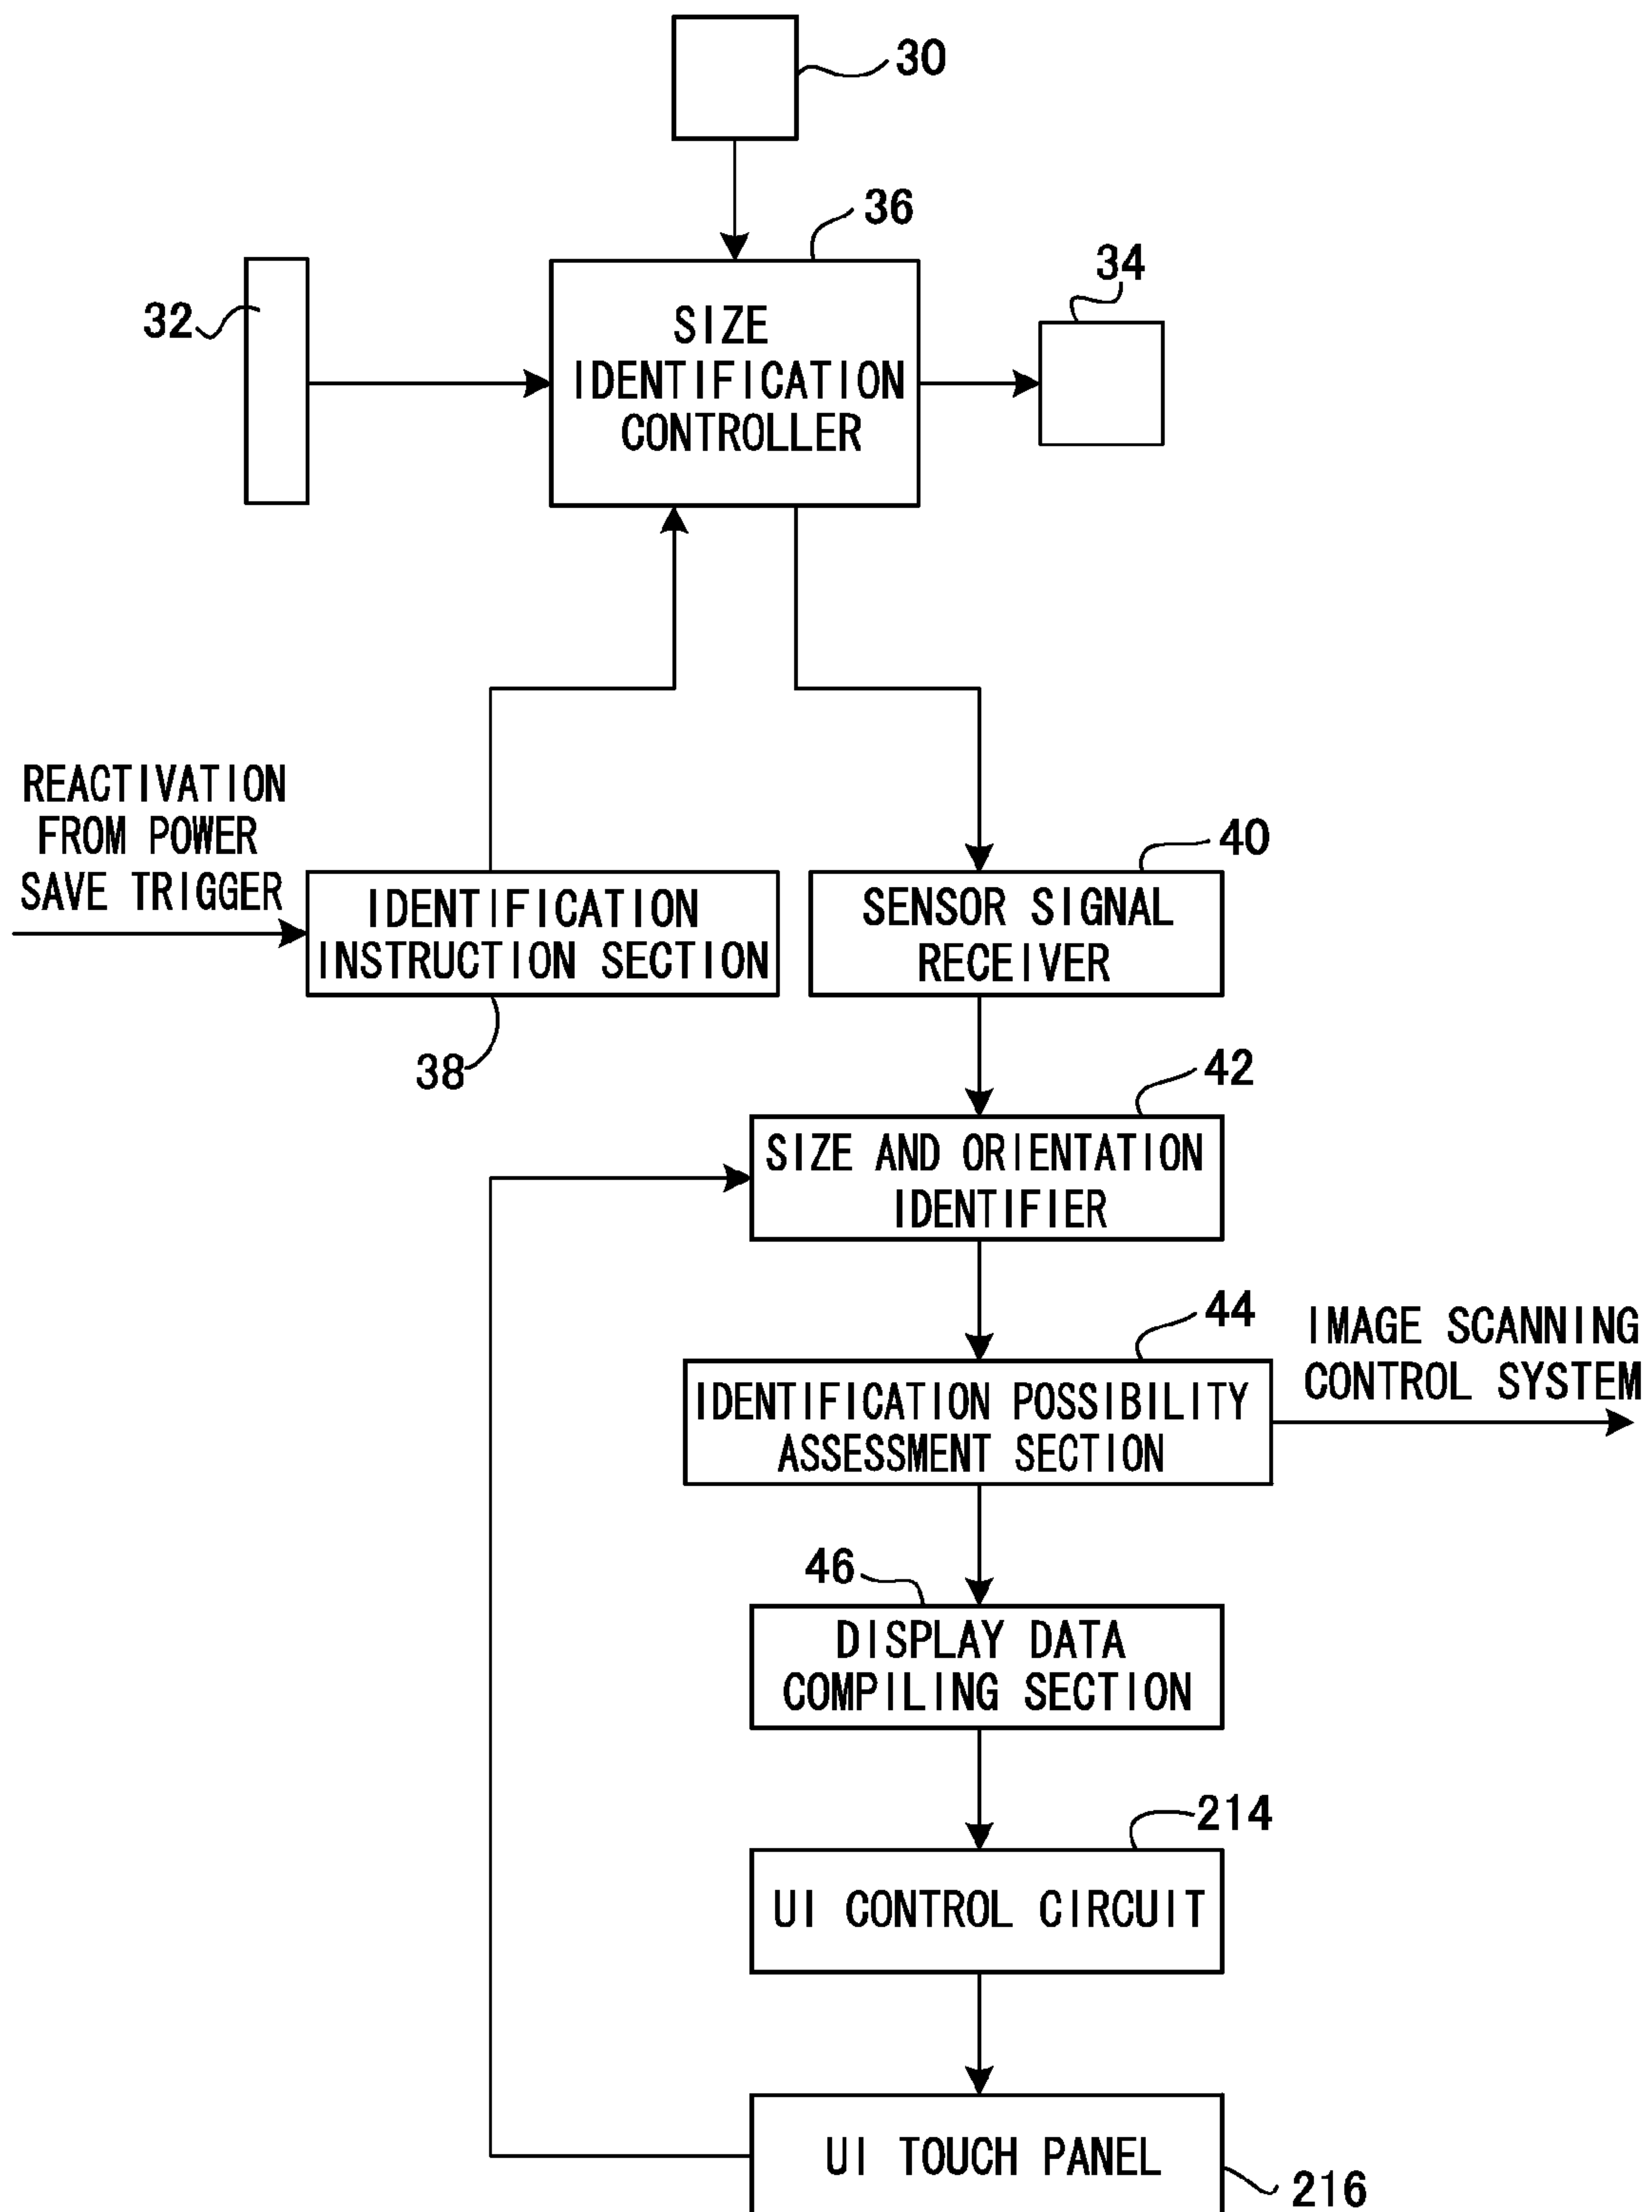 30
36
34
32
SIZE
IDENTIFICATION
CONTROLLER
REACTIVATION
FROM POWER
SAVE TRIGGER
40
IDENTIFICATION
INSTRUCTION SECTION
SENSOR SIGNAL
RECEIVER
38
42
SIZE AND ORIENTATION
IDENTIFIER
44
IMAGE SCANNING
CONTROL SYSTEM
IDENTIFICATION POSSIBILITY
ASSESSMENT SECTION
46
DISPLAY DATA
COMPILING SECTION
214
UI CONTROL CIRCUIT
UI TOUCH PANEL
216